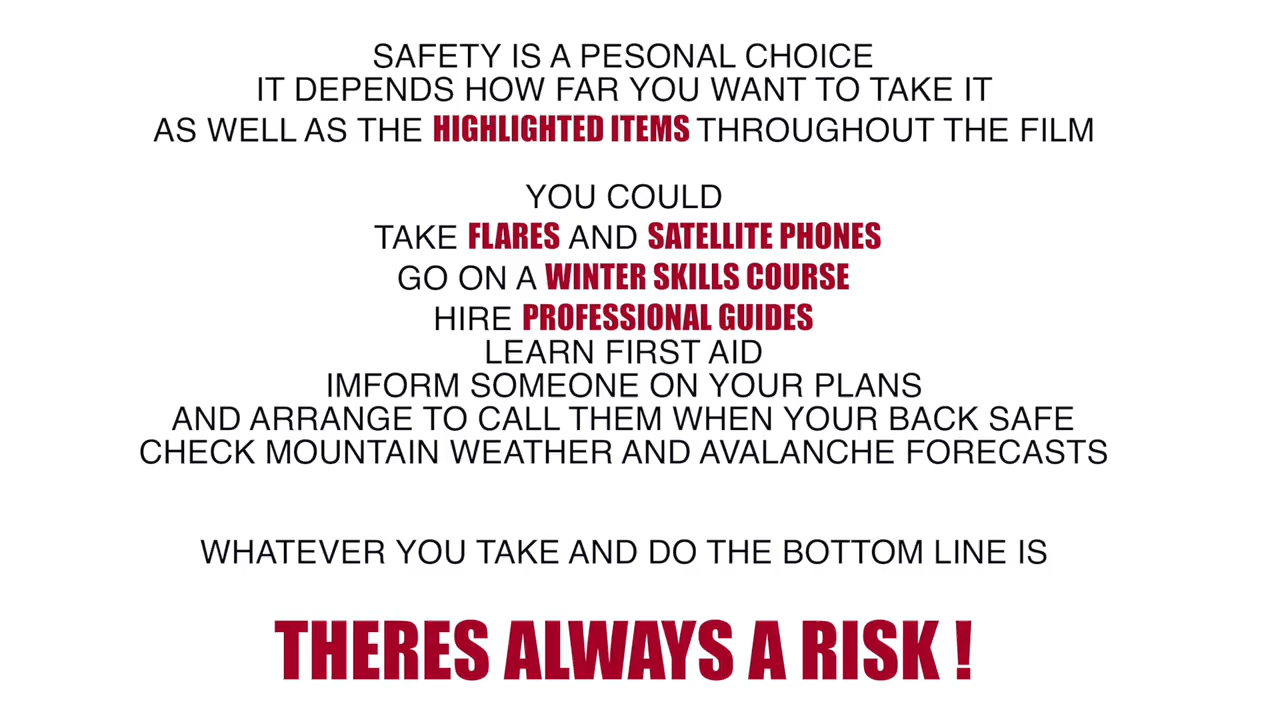 SAFETY IS A PESONAL CHOICE
IT DEPENDS HOW FAR YOU WANT TO TAKE IT
AS WELL AS THE HIGHLIGHTED ITEMS THROUGHOUT THE FILM
YOU COULD
TAKE FLARES AND SATELLITE PHONES
GO ON A WINTER SKILLS COURSE
HIRE PROFESSIONAL GUIDES
LEARN FIRST AID
IMFORM SOMEONE ON YOUR PLANS
AND ARRANGE TO CALL THEM WHEN YOUR BACK SAFE
CHECK MOUNTAIN WEATHER AND AVALANCHE FORECASTS
WHATEVER YOU TAKE AND DO THE BOTTOM LINE IS
THERES ALWAYS A RISK !